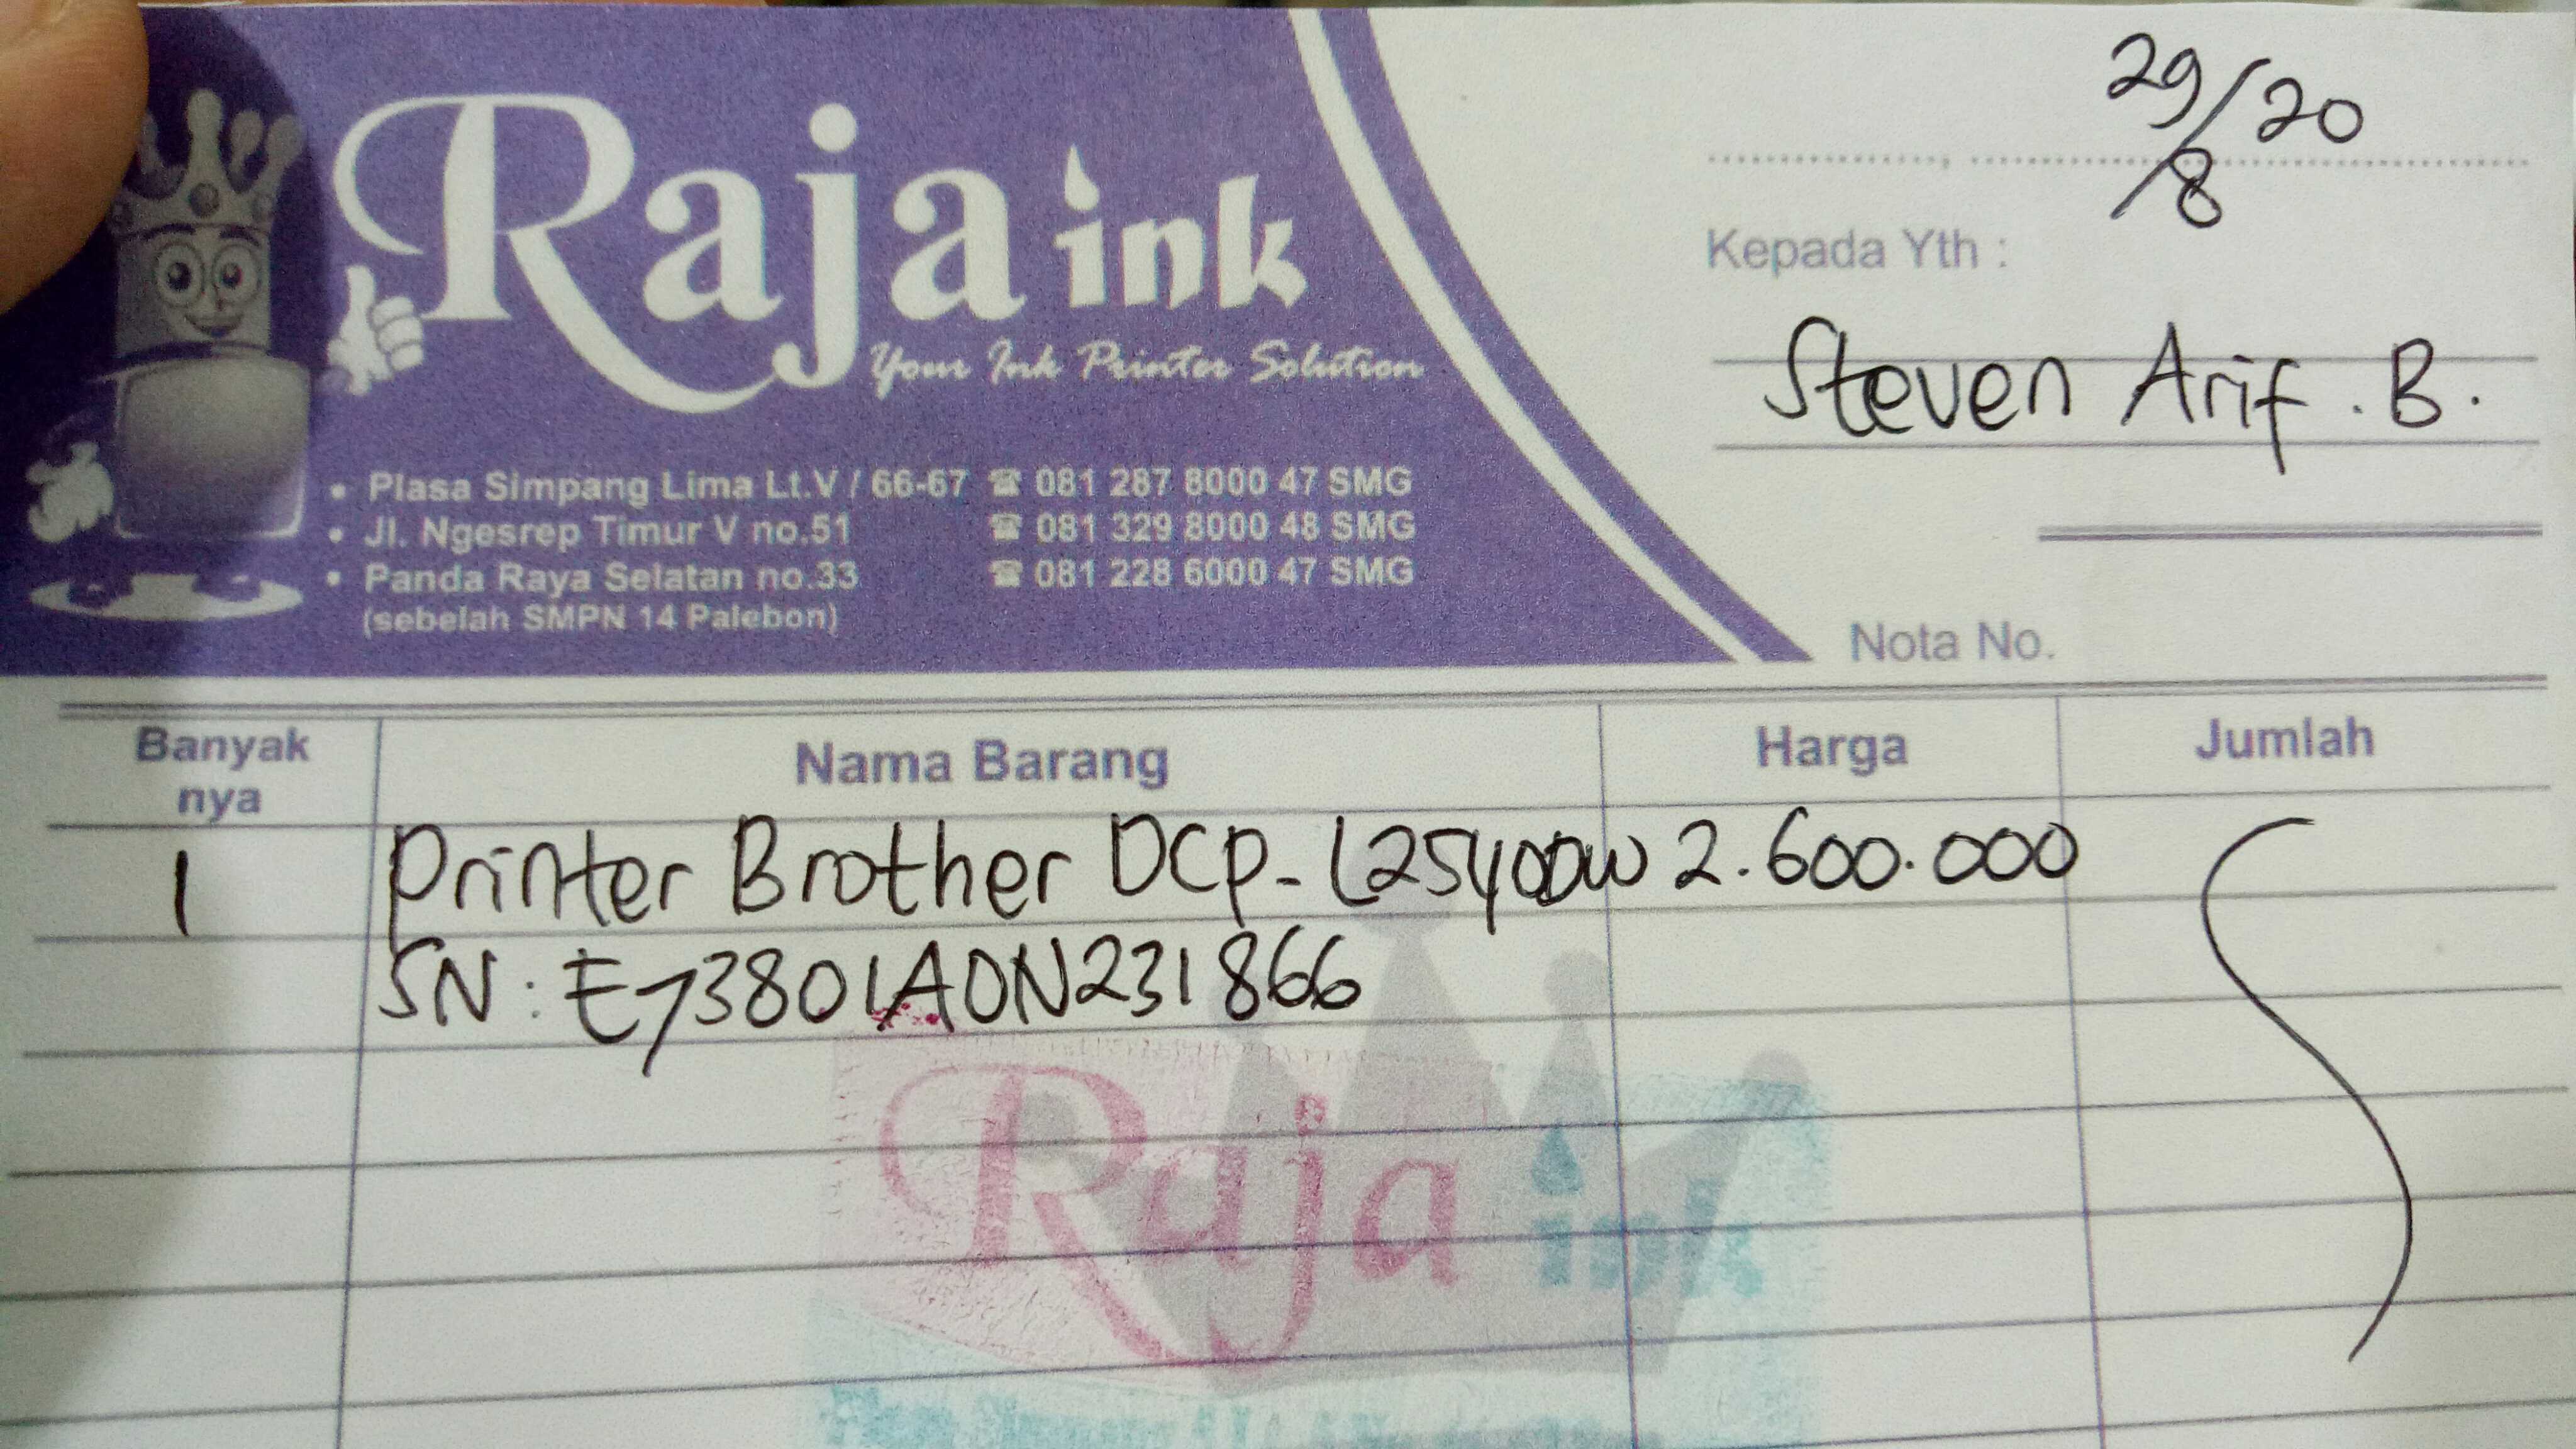 Raja ink
Your Ink Printer Solution
• Plasa Simpang Lima Lt.V / 66-67 ☎ 081 287 8000 47 SMG
• Jl. Ngesrep Timur V no.51 ☎ 081 329 8000 48 SMG
• Panda Raya Selatan no.33 ☎ 081 228 6000 47 SMG
(sebelah SMPN 14 Palebon)
29/8/20
Kepada Yth :
Steven Arif. B.
Nota No.
Banyak nya Nama Barang Harga Jumlah
1 Printer Brother DCP-L2540DW 2.600.000
SN : E73801A0N231866
Raja ink